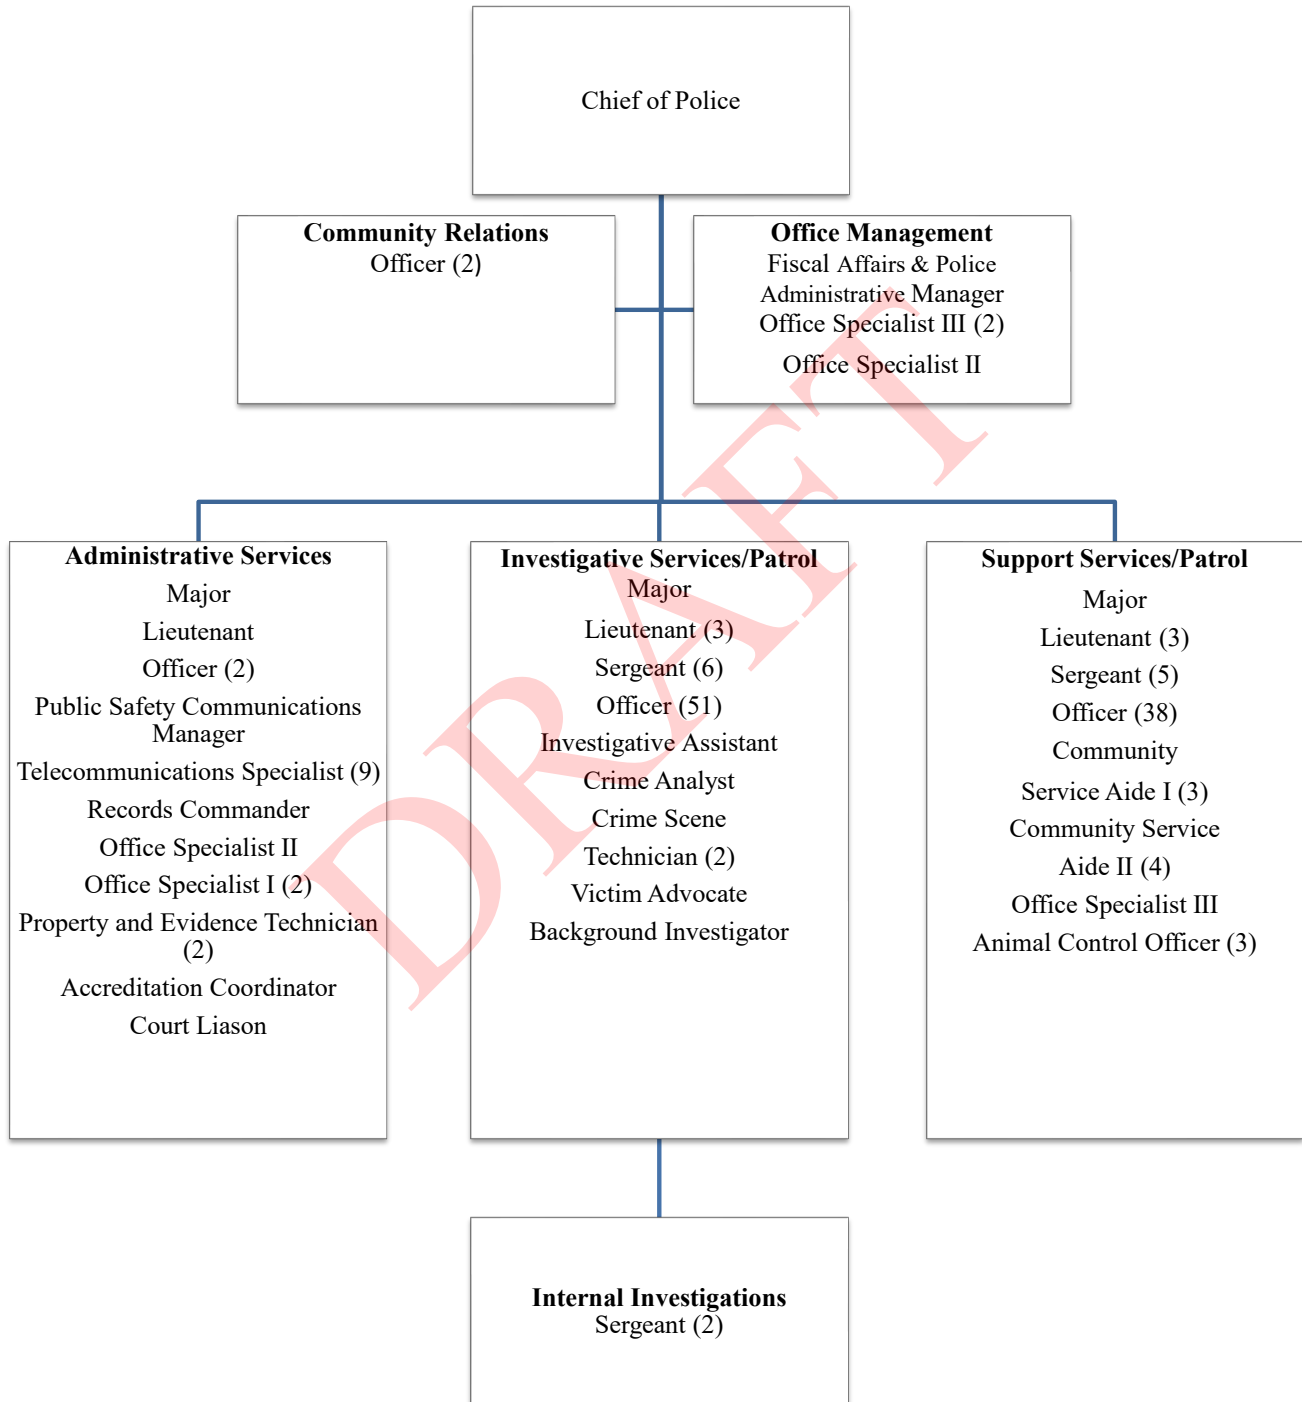 Chief of Police
Community Relations
Officer (2)
Office Management
Fiscal Affairs & Police
Administrative Manager
Office Specialist III (2)
Office Specialist II
Administrative Services
Major
Lieutenant
Officer (2)
Public Safety Communications
Manager
Telecommunications Specialist (9)
Records Commander
Office Specialist II
Office Specialist I (2)
Property and Evidence Technician
(2)
Accreditation Coordinator
Court Liason
Investigative Services/Patrol
Major
Lieutenant (3)
Sergeant (6)
Officer (51)
Investigative Assistant
Crime Analyst
Crime Scene
Technician (2)
Victim Advocate
Background Investigator
Support Services/Patrol
Major
Lieutenant (3)
Sergeant (5)
Officer (38)
Community
Service Aide I (3)
Community Service
Aide II (4)
Office Specialist III
Animal Control Officer (3)
Internal Investigations
Sergeant (2)
DRAFT